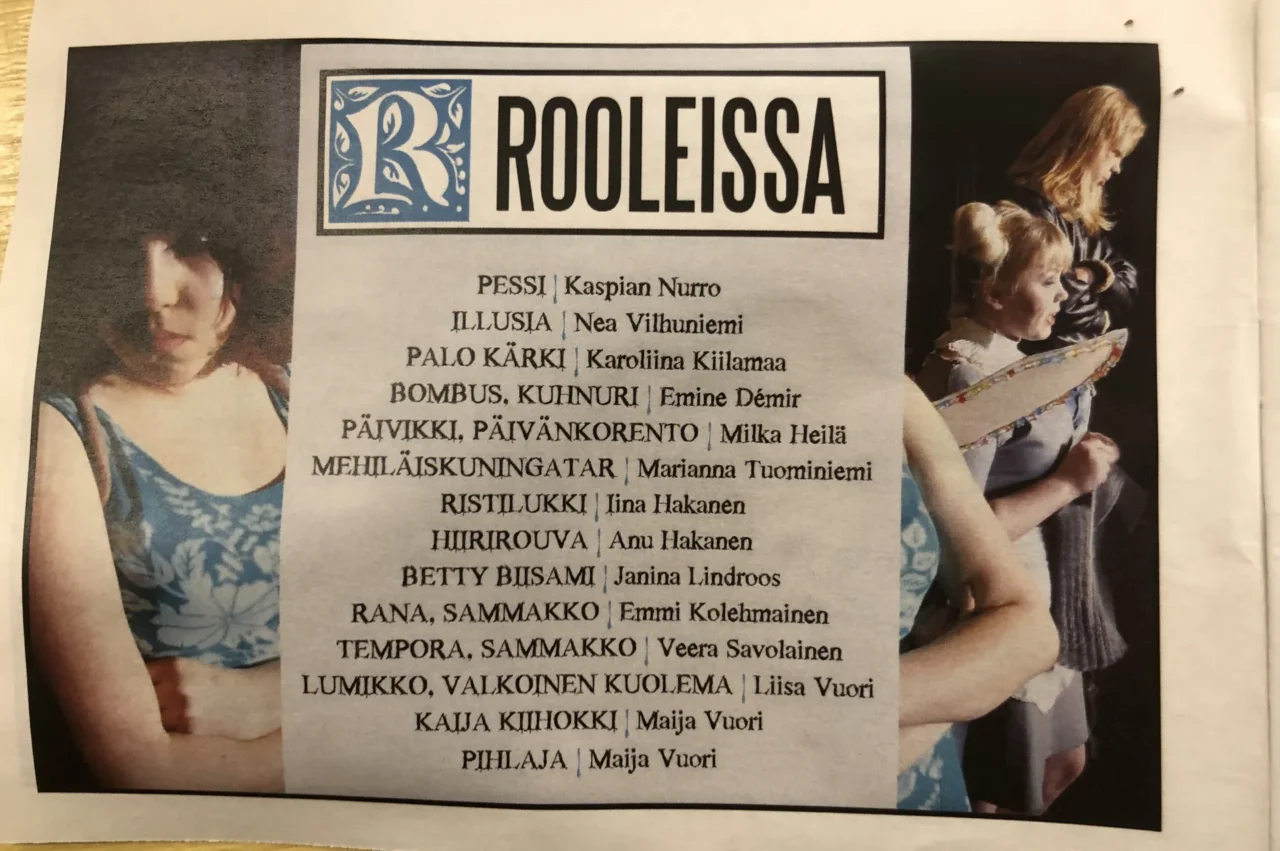 R ROOLEISSA
PESSI | Kaspian Nurro
ILLUSIA | Nea Vilhuniemi
PALO KÄRKI | Karoliina Kiilamaa
BOMBUS, KUHNURI | Emine Démir
PÄIVIKKI, PÄIVÄNKORENTO | Milka Heilä
MEHILÄISKUNINGATAR | Marianna Tuominiemi
RISTILUKKI | Iina Hakanen
HIIRIROUVA | Anu Hakanen
BETTY BIISAMI | Janina Lindroos
RANA, SAMMAKKO | Emmi Kolehmainen
TEMPORA, SAMMAKKO | Veera Savolainen
LUMIKKO, VALKOINEN KUOLEMA | Liisa Vuori
KAIJA KIIHOKKI | Maija Vuori
PIHLAJA | Maija Vuori